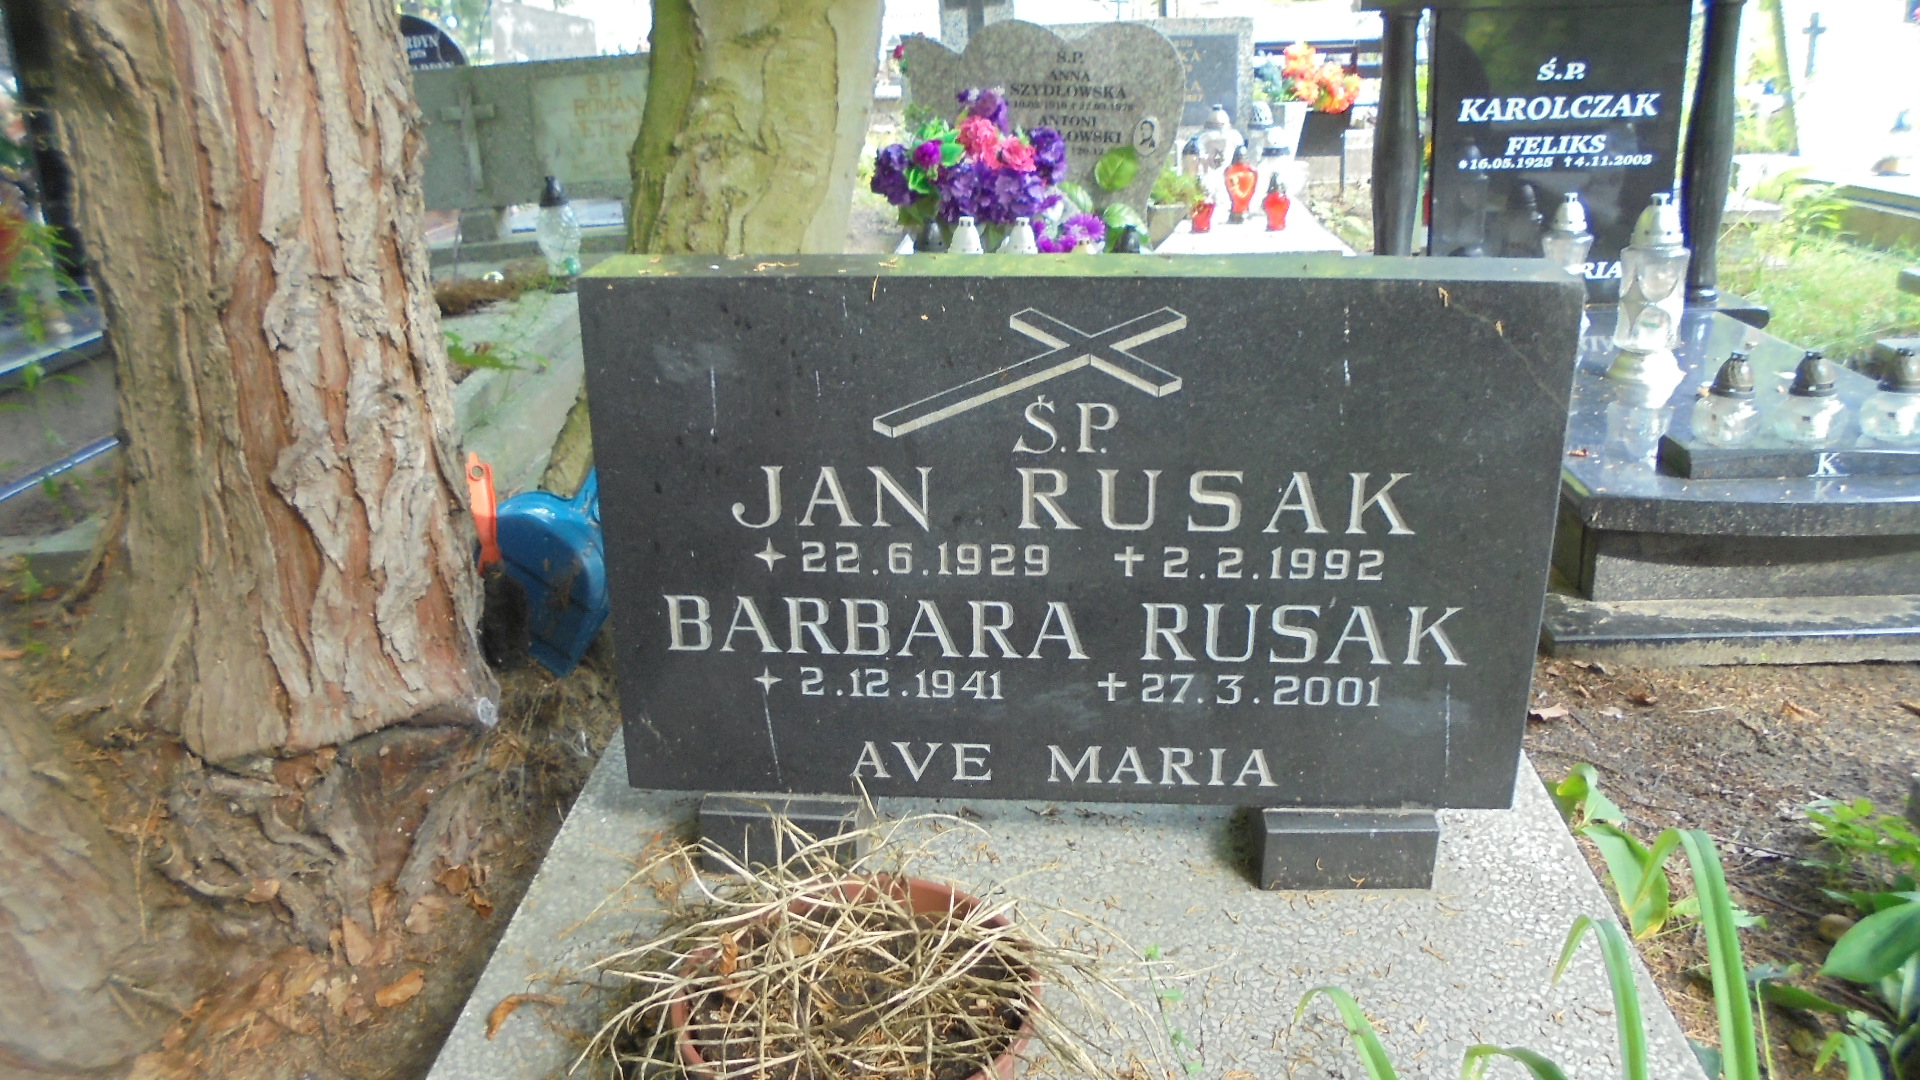 Ś.P.
JAN RUSAK
22.6.1929 2.2.1992
BARBARA RUSAK
2.12.1941 27.3.2001
AVE MARIA
Ś.P.
KAROLCZAK
FELIKS
*16.05.1925 †4.11.2003
K
Ś.P.
ANNA
SZYDŁOWSKA
ANTONI
Ś.P.
ROMAN